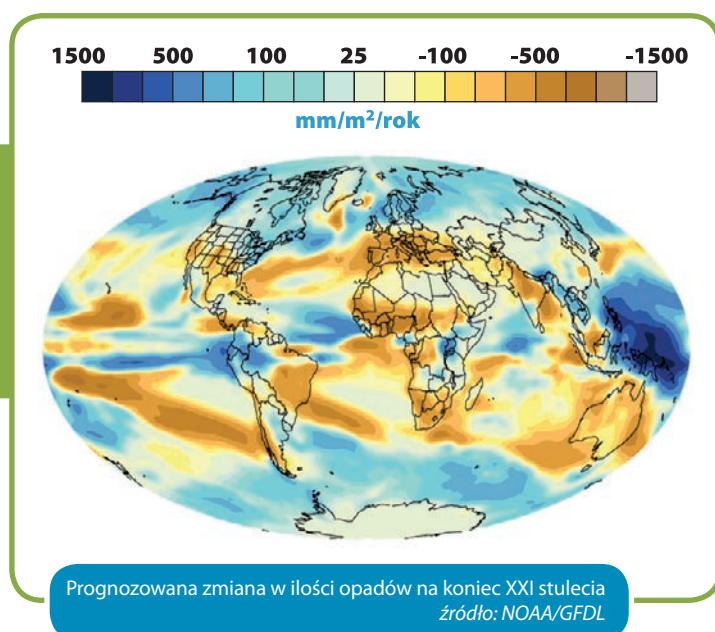 1500 500 100 25 -100 -500 -1500
mm/m²/rok
Prognozowana zmiana w ilości opadów na koniec XXI stulecia
źródło: NOAA/GFDL